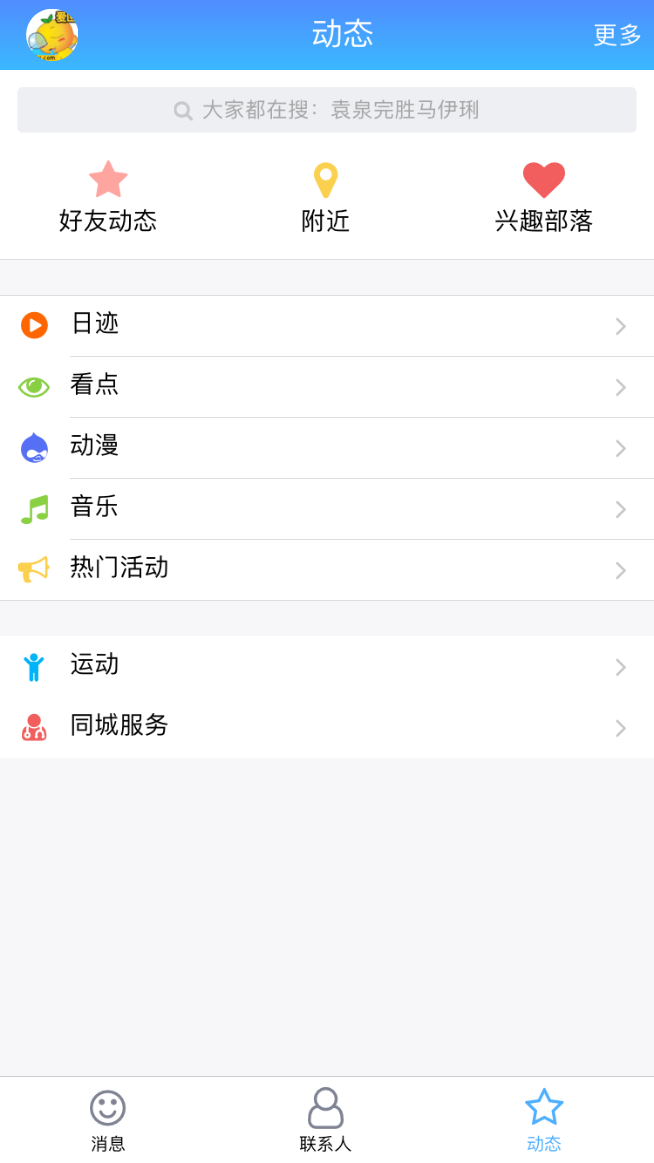 动态
更多
大家都在搜：袁泉完胜马伊琍
好友动态
附近
兴趣部落
日迹
看点
动漫
音乐
热门活动
运动
同城服务
消息
联系人
动态